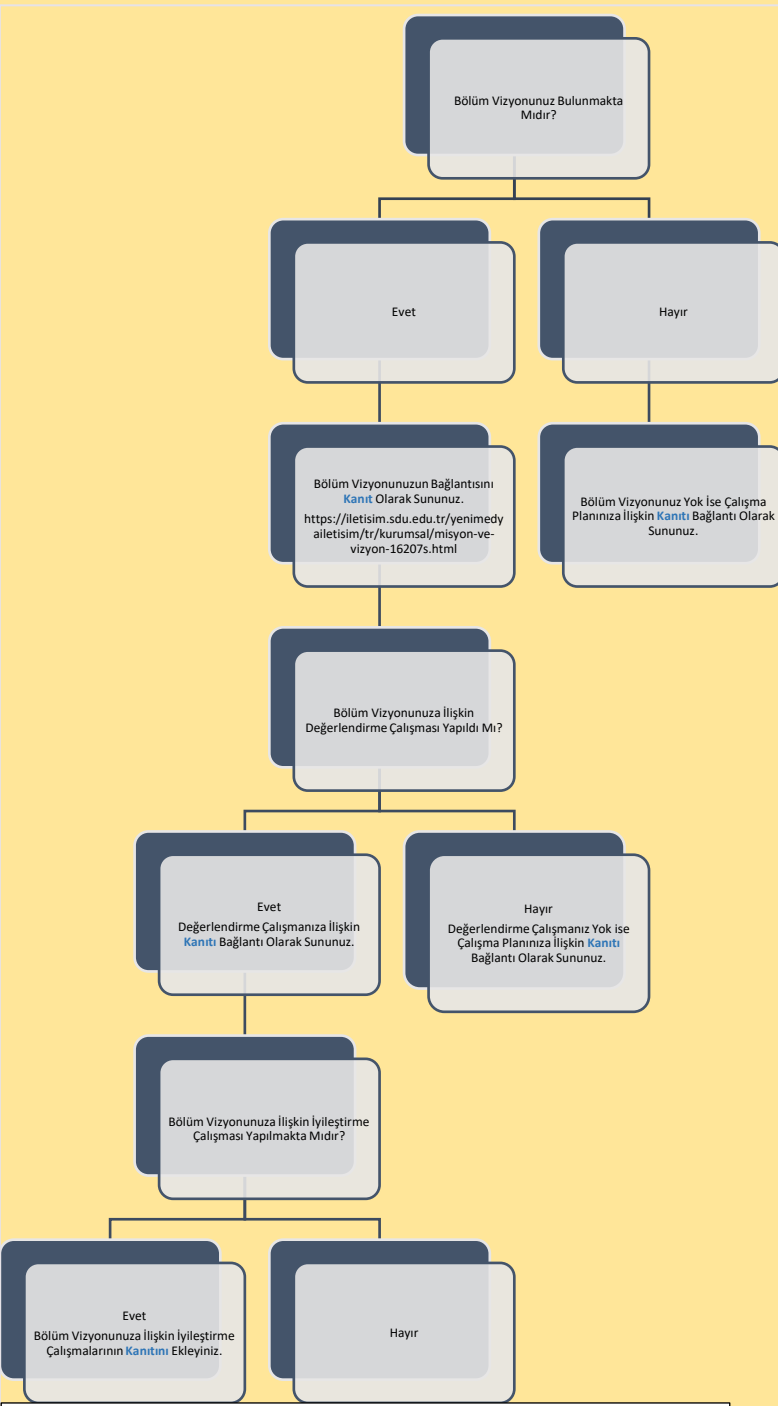 Bölüm Vizyonunuz Bulunmakta
Mıdır?
Evet
Hayır
Bölüm Vizyonunuzun Bağlantısını
Kanıt Olarak Sununuz.
https://iletisim.sdu.edu.tr/yenimedy
ailetisim/tr/kurumsal/misyon-ve-
vizyon-16207s.html
Bölüm Vizyonunuz Yok İse Çalışma
Planınıza İlişkin Kanıtı Bağlantı Olarak
Sununuz.
Bölüm Vizyonunuza İlişkin
Değerlendirme Çalışması Yapıldı Mı?
Evet
Değerlendirme Çalışmanıza İlişkin
Kanıtı Bağlantı Olarak Sununuz.
Hayır
Değerlendirme Çalışmanız Yok ise
Çalışma Planınıza İlişkin Kanıtı
Bağlantı Olarak Sununuz.
Bölüm Vizyonunuza İlişkin İyileştirme
Çalışması Yapılmakta Mıdır?
Evet
Bölüm Vizyonunuza İlişkin İyileştirme
Çalışmalarının Kanıtını Ekleyiniz.
Hayır